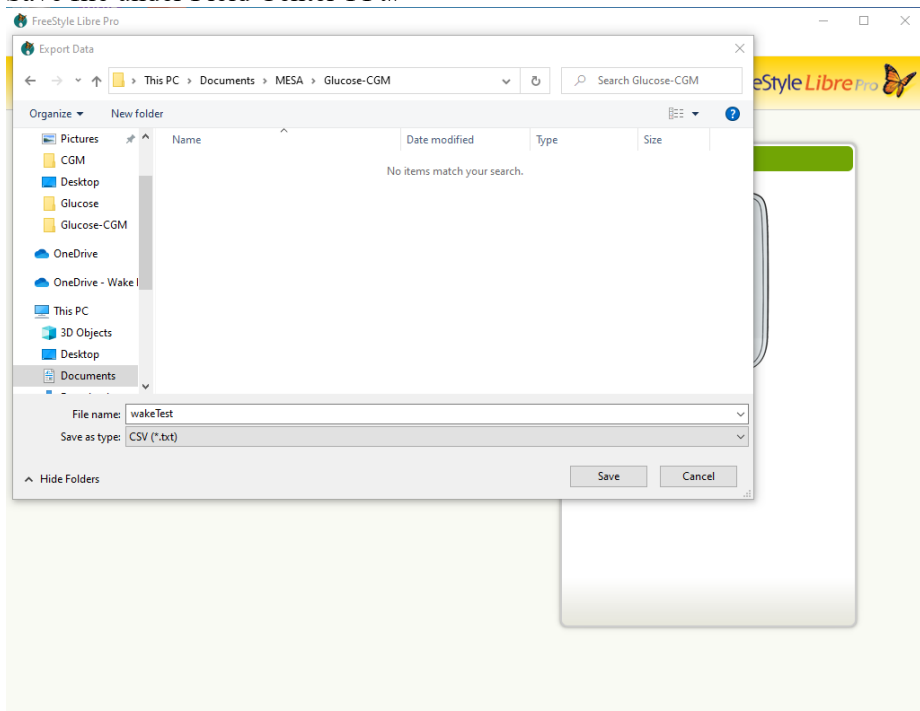 FreeStyle Libre Pro
Export Data
This PC > Documents > MESA > Glucose-CGM
Search Glucose-CGM
eStyle Libre Pro
Organize
New folder
Name
Date modified
Type
Size
Pictures
CGM
Desktop
Glucose
Glucose-CGM
OneDrive
OneDrive - Wake
This PC
3D Objects
Desktop
Documents
No items match your search.
File name: wakeTest
Save as type: CSV (*.txt)
Hide Folders
Save
Cancel